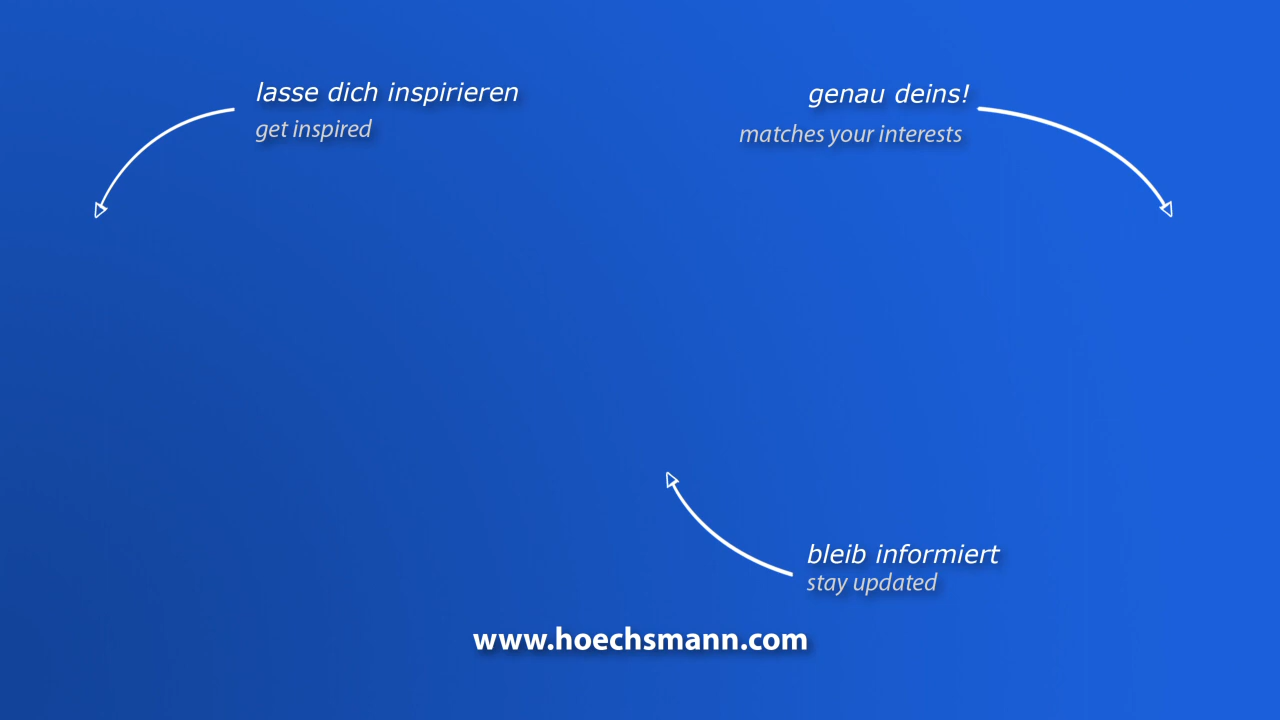 lasse dich inspirieren
get inspired
genau deins!
matches your interests
bleib informiert
stay updated
www.hoechsmann.com